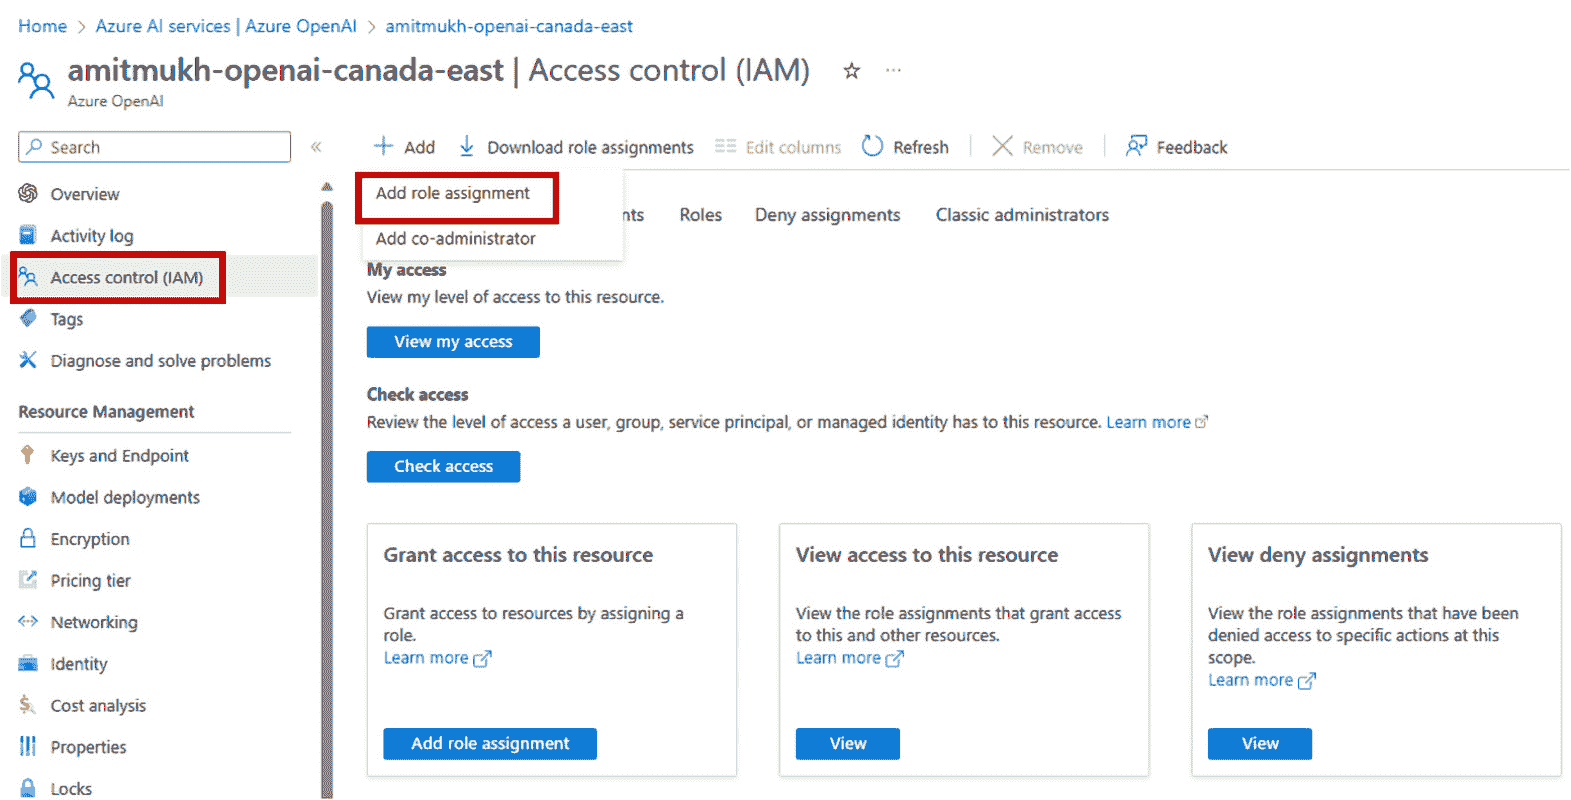 Home > Azure AI services | Azure OpenAI > amitmukh-openai-canada-east
amitmukh-openai-canada-east | Access control (IAM)
Azure OpenAI
Search
Add
Download role assignments
Edit columns
Refresh
Remove
Feedback
Overview
Activity log
Access control (IAM)
Tags
Diagnose and solve problems
Resource Management
Keys and Endpoint
Model deployments
Encryption
Pricing tier
Networking
Identity
Cost analysis
Properties
Locks
Add role assignment
Add co-administrator
nts
Roles
Deny assignments
Classic administrators
My access
View my level of access to this resource.
View my access
Check access
Review the level of access a user, group, service principal, or managed identity has to this resource. Learn more
Check access
Grant access to this resource
Grant access to resources by assigning a
role.
Learn more
Add role assignment
View access to this resource
View the role assignments that grant access
to this and other resources.
Learn more
View
View deny assignments
View the role assignments that have been
denied access to specific actions at this
scope.
Learn more
View